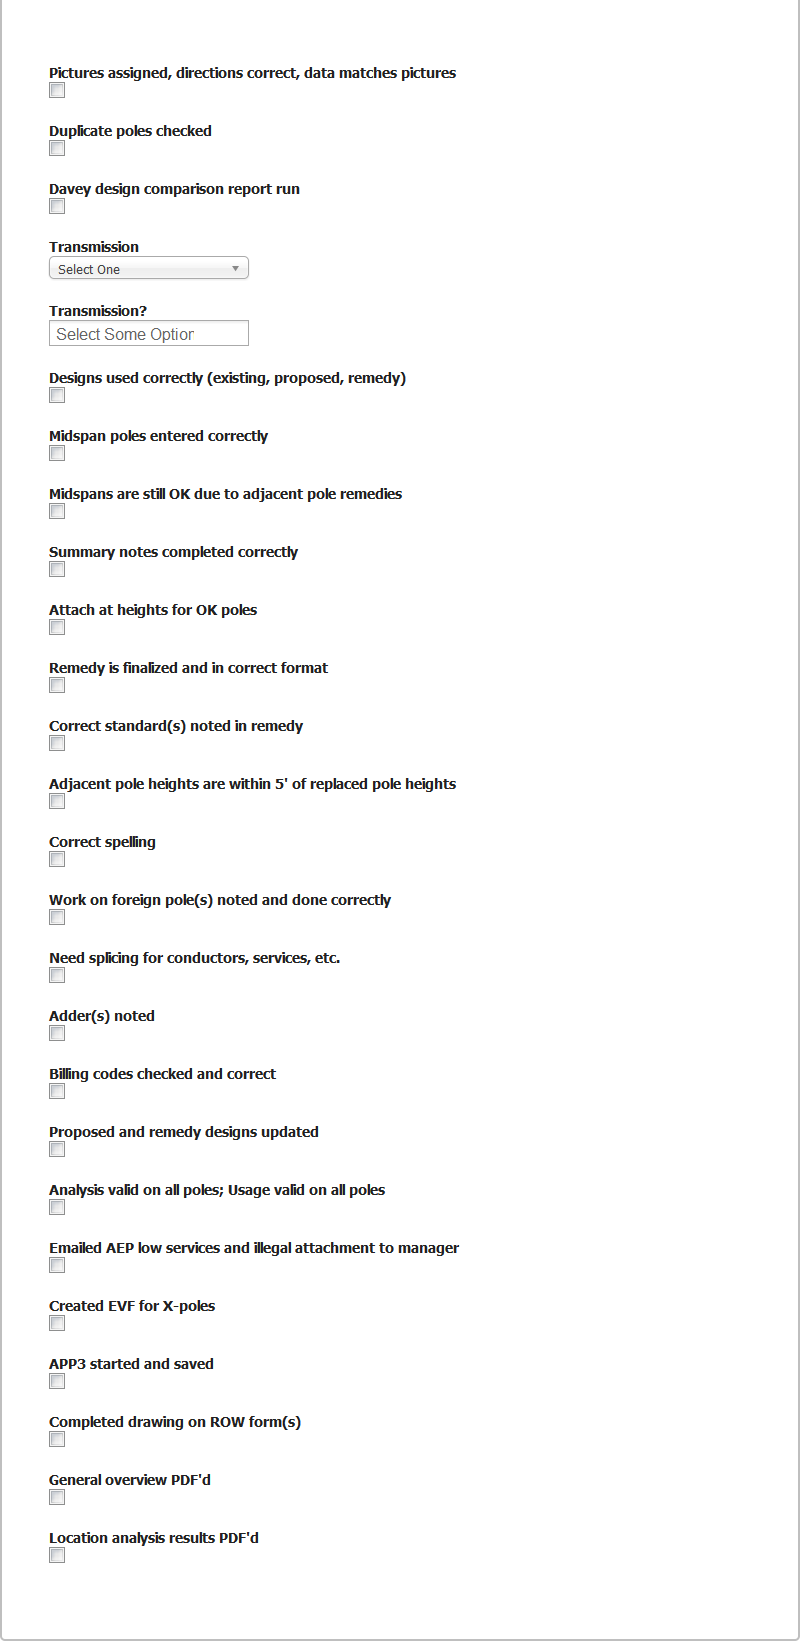 Pictures assigned, directions correct, data matches pictures
Duplicate poles checked
Davey design comparison report run
Transmission
Select One
Transmission?
Select Some Option
Designs used correctly (existing, proposed, remedy)
Midspan poles entered correctly
Midspans are still OK due to adjacent pole remedies
Summary notes completed correctly
Attach at heights for OK poles
Remedy is finalized and in correct format
Correct standard(s) noted in remedy
Adjacent pole heights are within 5' of replaced pole heights
Correct spelling
Work on foreign pole(s) noted and done correctly
Need splicing for conductors, services, etc.
Adder(s) noted
Billing codes checked and correct
Proposed and remedy designs updated
Analysis valid on all poles; Usage valid on all poles
Emailed AEP low services and illegal attachment to manager
Created EVF for X-poles
APP3 started and saved
Completed drawing on ROW form(s)
General overview PDF'd
Location analysis results PDF'd